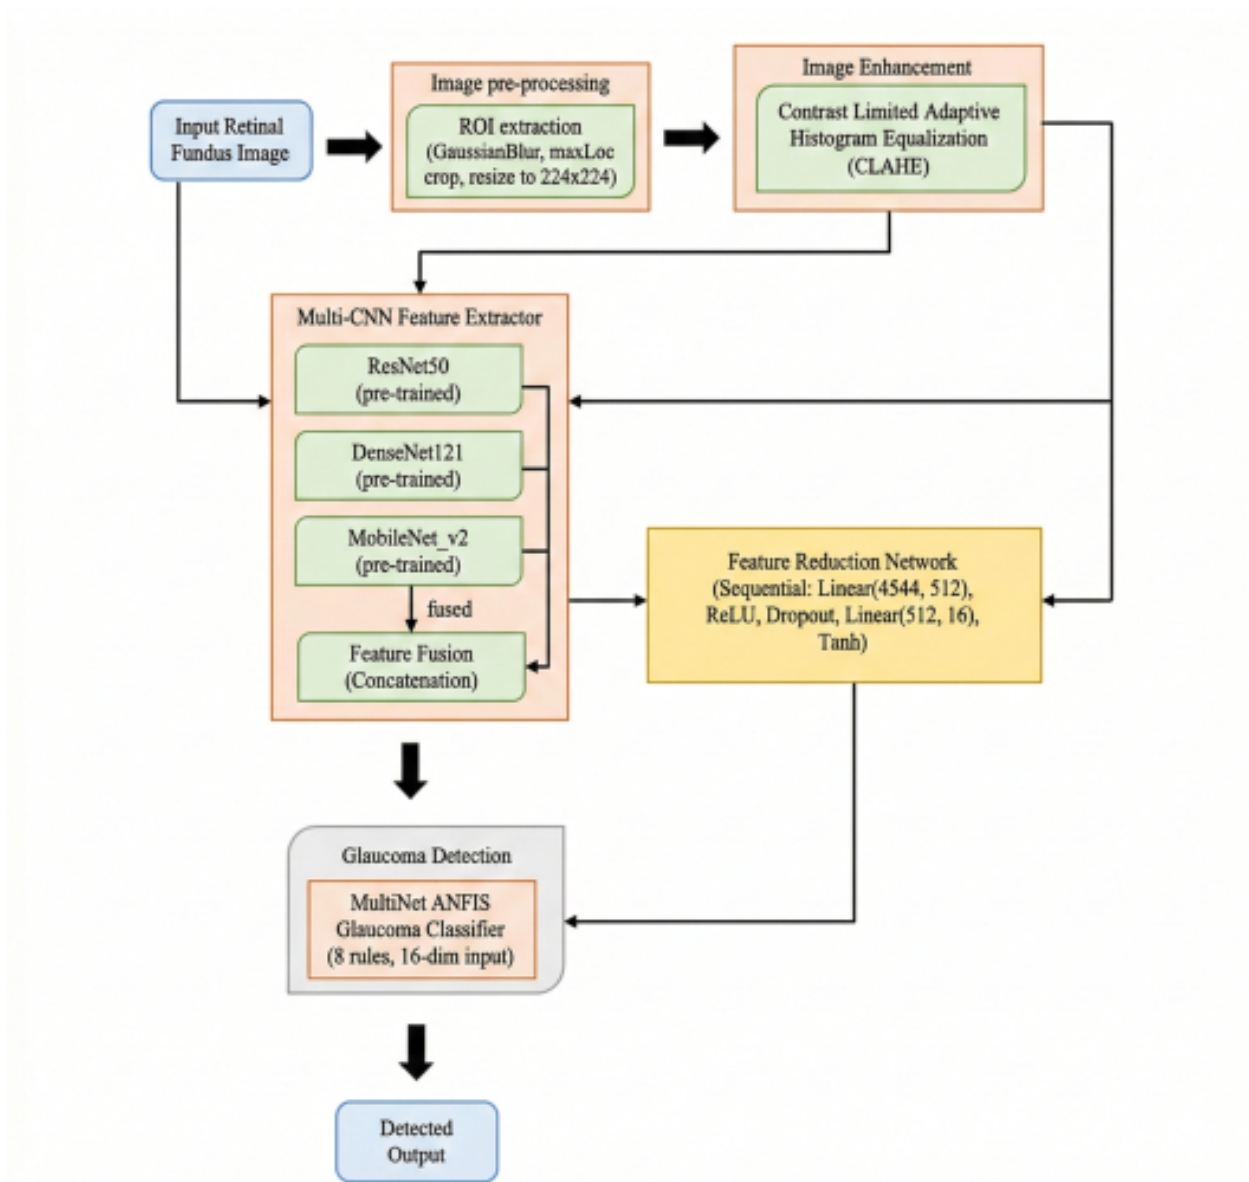 Input Retinal
Fundus Image
Image pre-processing
ROI extraction
(GaussianBlur, maxLoc
crop, resize to 224x224)
Image Enhancement
Contrast Limited Adaptive
Histogram Equalization
(CLAHE)
Multi-CNN Feature Extractor
ResNet50
(pre-trained)
DenseNet121
(pre-trained)
MobileNet_v2
(pre-trained)
fused
Feature Fusion
(Concatenation)
Feature Reduction Network
(Sequential: Linear(4544, 512),
ReLU, Dropout, Linear(512, 16),
Tanh)
Glaucoma Detection
MultiNet ANFIS
Glaucoma Classifier
(8 rules, 16-dim input)
Detected
Output